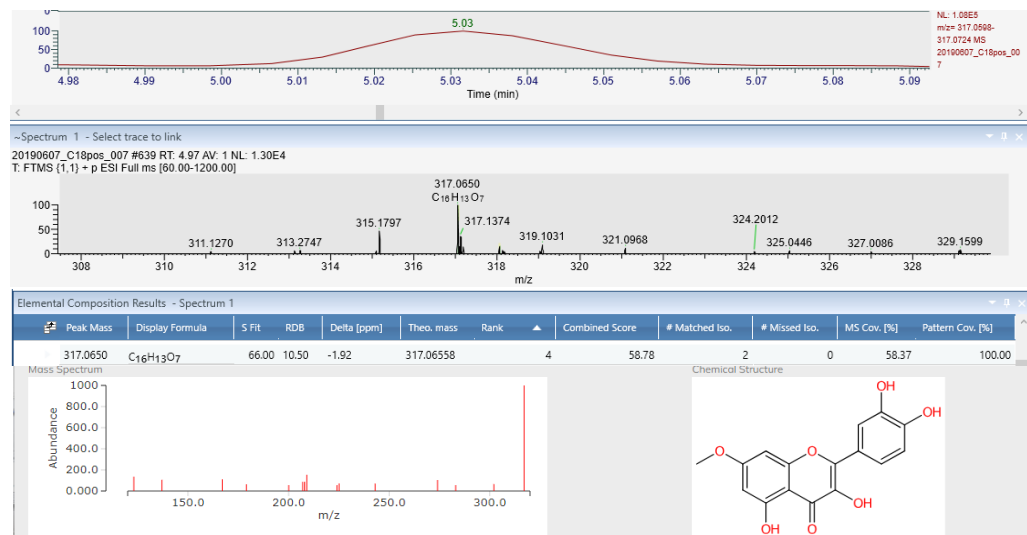 0
5.03
NL: 1.08E5
m/z= 317.0598-
317.0724 MS
20190607_C18pos_00
7
100
50
0
4.98 4.99 5.00 5.01 5.02 5.03 5.04 5.05 5.06 5.07 5.08 5.09
Time (min)
~Spectrum 1 - Select trace to link
20190607_C18pos_007 #639 RT: 4.97 AV: 1 NL: 1.30E4
T: FTMS {1,1} + p ESI Full ms [60.00-1200.00]
317.0650
C16H13O7
100
50
0
311.1270 313.2747 315.1797 317.1374 319.1031 321.0968 324.2012 325.0446 327.0086 329.1599
308 310 312 314 316 318 320 322 324 326 328
m/z
Elemental Composition Results - Spectrum 1
Peak Mass Display Formula S Fit RDB Delta [ppm] Theo. mass Rank Combined Score # Matched Iso. # Missed Iso. MS Cov. [%] Pattern Cov. [%]
317.0650 C16H13O7 66.00 10.50 -1.92 317.06558 4 58.78 2 0 58.37 100.00
Mass Spectrum
Chemical Structure
1000
800.0
600.0
400.0
200.0
0.000
Abundance
150.0 200.0 250.0 300.0
m/z
OH
OH
O
O
OH
OH
O